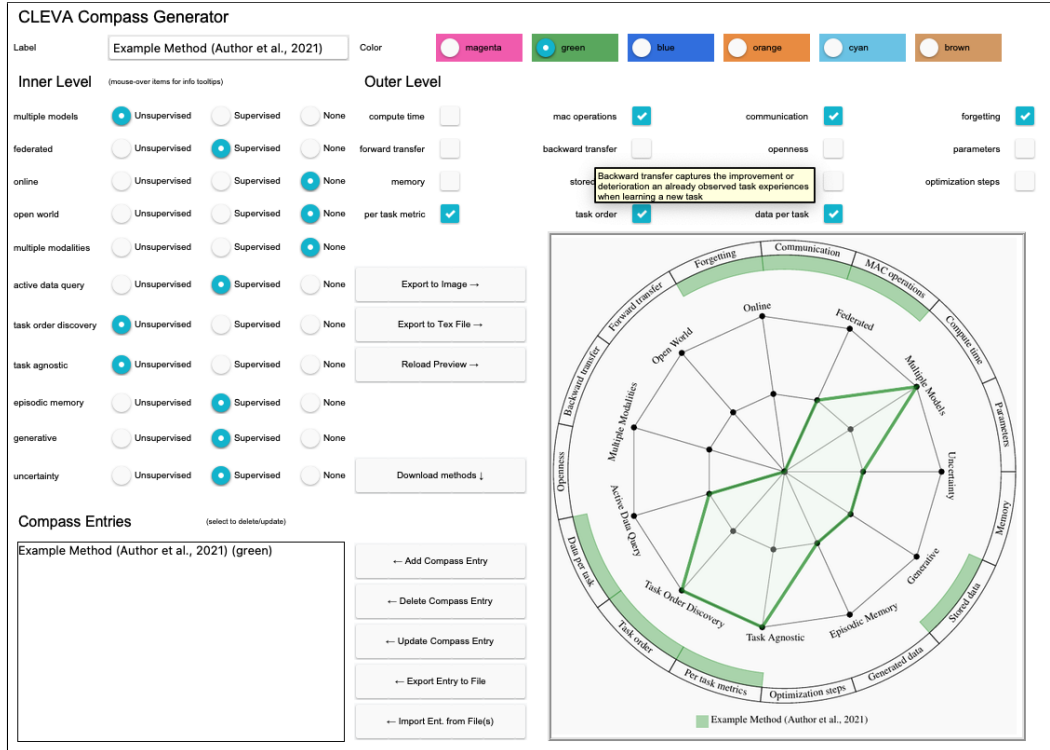 CLEVA Compass Generator
Label
Example Method (Author et al., 2021)
Color
magenta
green
blue
orange
cyan
brown
Inner Level
(mouse-over items for info tooltips)
Outer Level
multiple models Unsupervised Supervised None
compute time mac operations communication forgetting
federated Unsupervised Supervised None
forward transfer backward transfer openness parameters
online Unsupervised Supervised None
memory stored optimization steps
Backward transfer captures the improvement or
deterioration an already observed task experiences
when learning a new task
open world Unsupervised Supervised None
per task metric task order data per task
multiple modalities Unsupervised Supervised None
active data query Unsupervised Supervised None
task order discovery Unsupervised Supervised None
task agnostic Unsupervised Supervised None
episodic memory Unsupervised Supervised None
generative Unsupervised Supervised None
uncertainty Unsupervised Supervised None
Export to Image →
Export to Tex File →
Reload Preview →
Download methods ↓
Compass Entries
(select to delete/update)
Example Method (Author et al., 2021) (green)
← Add Compass Entry
← Delete Compass Entry
← Update Compass Entry
← Export Entry to File
← Import Ent. from File(s)
Forgetting
Communication
MAC operations
Compute time
Parameters
Memory
Stored data
Generated data
Optimization steps
Per task metrics
Task order
Data per task
Openness
Backward transfer
Forward transfer
Online
Federated
Multiple Models
Uncertainty
Generative
Episodic Memory
Task Agnostic
Task Order Discovery
Active Data Query
Multiple Modalities
Open World
Example Method (Author et al., 2021)